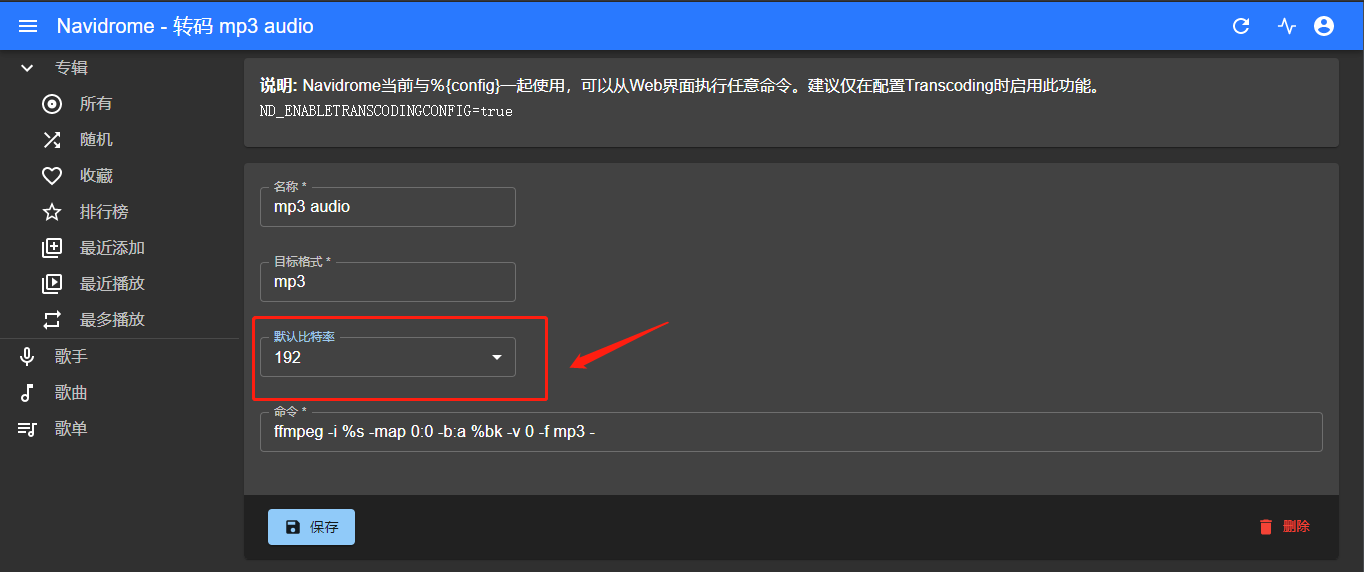 Navidrome - 转码 mp3 audio
专辑
所有
随机
收藏
排行榜
最近添加
最近播放
最多播放
歌手
歌曲
歌单
说明: Navidrome当前与%{config}一起使用，可以从Web界面执行任意命令。建议仅在配置Transcoding时启用此功能。
ND_ENABLETRANSCODINGCONFIG=true
名称 *
mp3 audio
目标格式 *
mp3
默认比特率
192
命令 *
ffmpeg -i %s -map 0:0 -b:a %bk -v 0 -f mp3 -
保存
删除